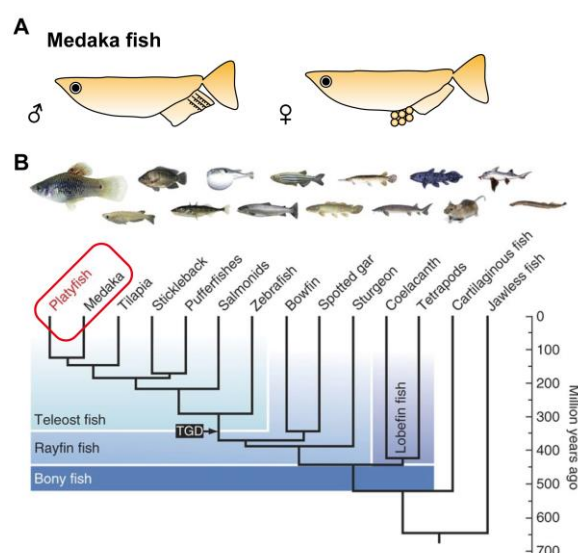 A
Medaka fish
♂
♀
B
Platyfish
Medaka
Tilapia
Stickleback
Pufferfishes
Salmonids
Zebrafish
Bowfin
Spotted gar
Sturgeon
Coelacanth
Tetrapods
Cartilaginous fish
Jawless fish
0
100
200
300
400
500
600
700
Million years ago
Teleost fish
TGD
Lobefin fish
Rayfin fish
Bony fish